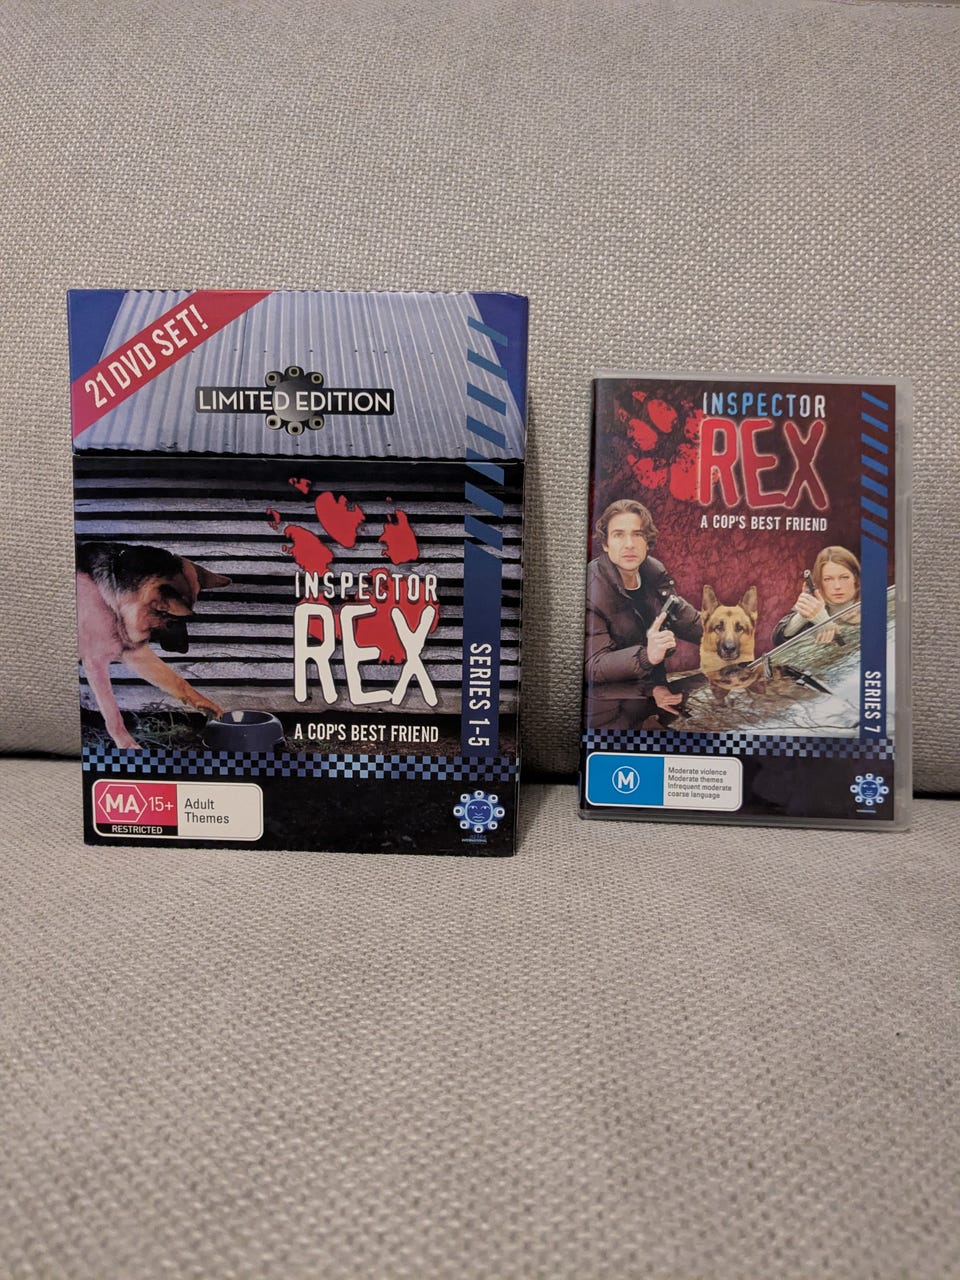 21 DVD SET!
LIMITED EDITION
INSPECTOR
REX
A COP'S BEST FRIEND
SERIES 1-5
MA 15+
RESTRICTED
Adult
Themes
INTERNATIONAL
INSPECTOR
REX
A COP'S BEST FRIEND
SERIES 7
M
Moderate violence
Moderate themes
Infrequent moderate
coarse language